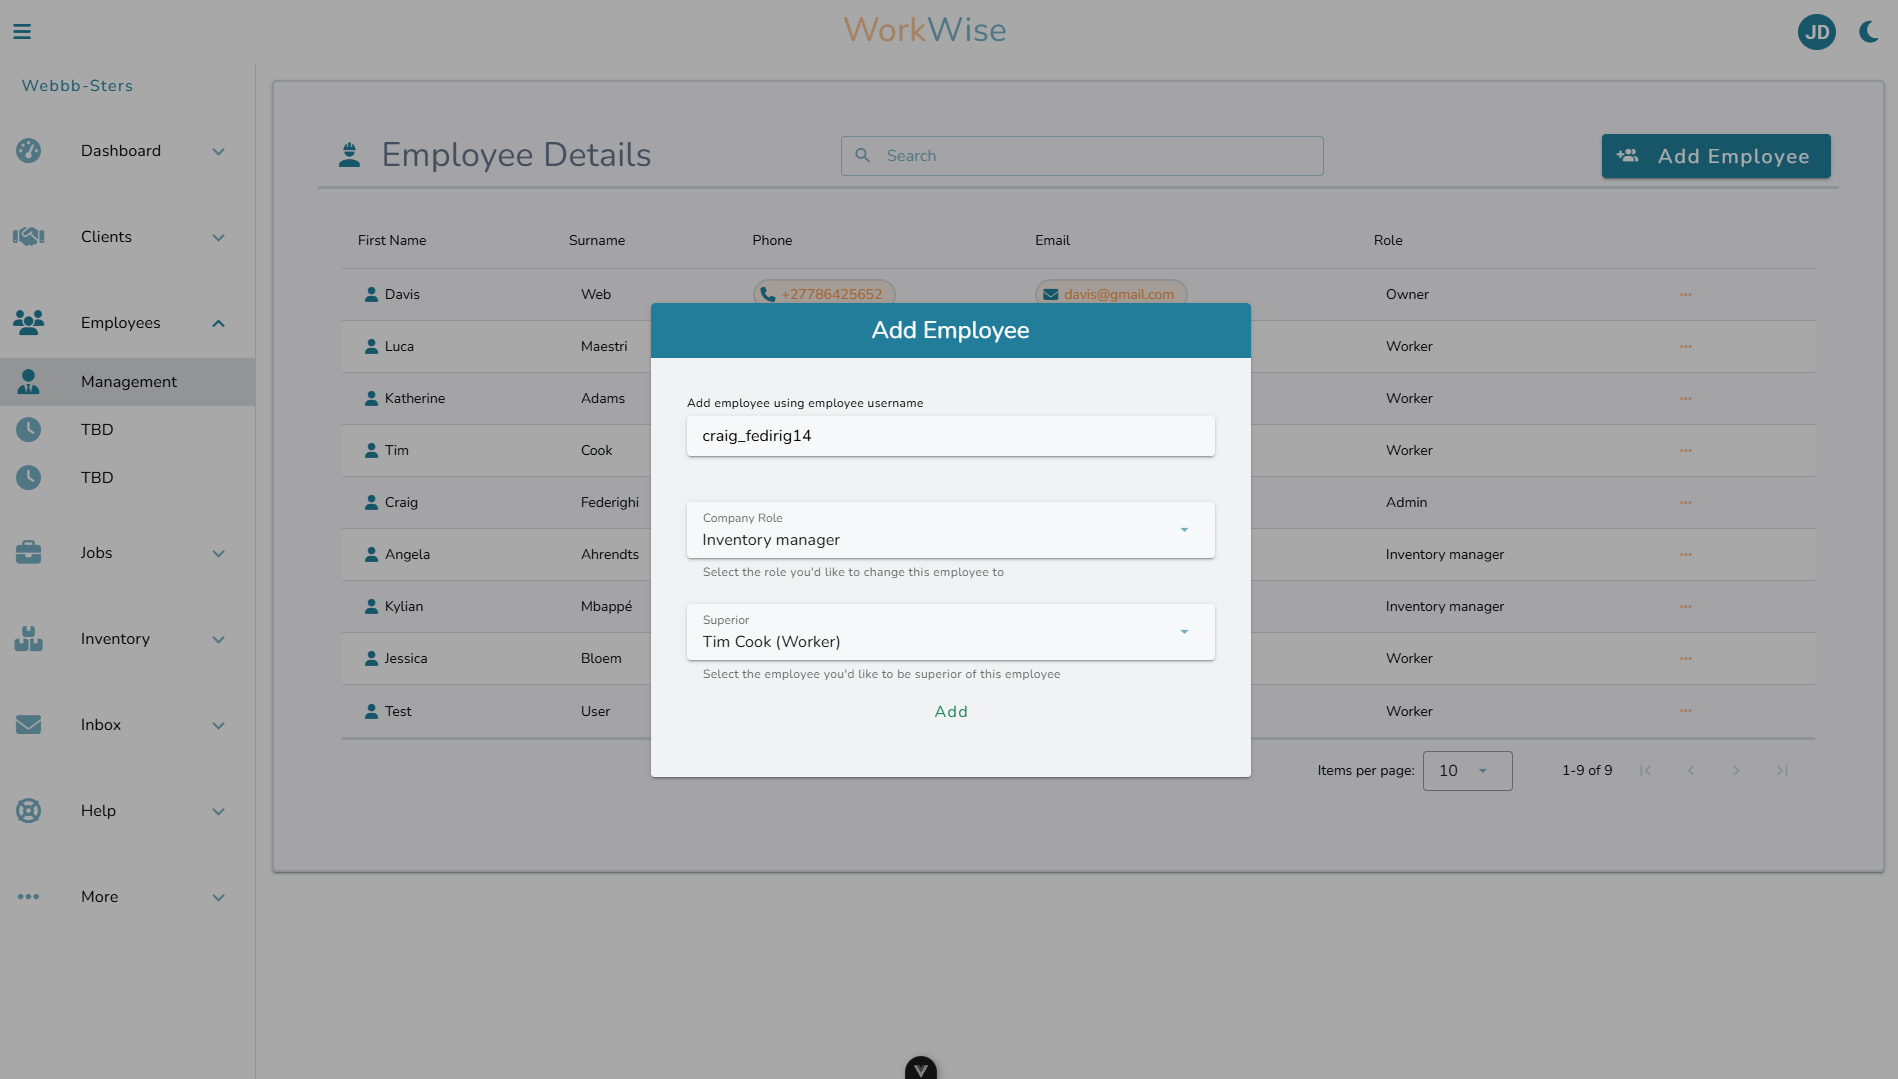 WorkWise
JD
Webbb-Sters
Dashboard
Clients
Employees
Management
TBD
TBD
Jobs
Inventory
Inbox
Help
More
Employee Details
Search
Add Employee
First Name Surname Phone Email Role
Davis Web +27786425652 davis@gmail.com Owner
Luca Maestri Worker
Katherine Adams Worker
Tim Cook Worker
Craig Federighi Admin
Angela Ahrendts Inventory manager
Kylian Mbappé Inventory manager
Jessica Bloem Worker
Test User Worker
Items per page: 10 1-9 of 9
Add Employee
Add employee using employee username
craig_fedirig14
Company Role
Inventory manager
Select the role you'd like to change this employee to
Superior
Tim Cook (Worker)
Select the employee you'd like to be superior of this employee
Add